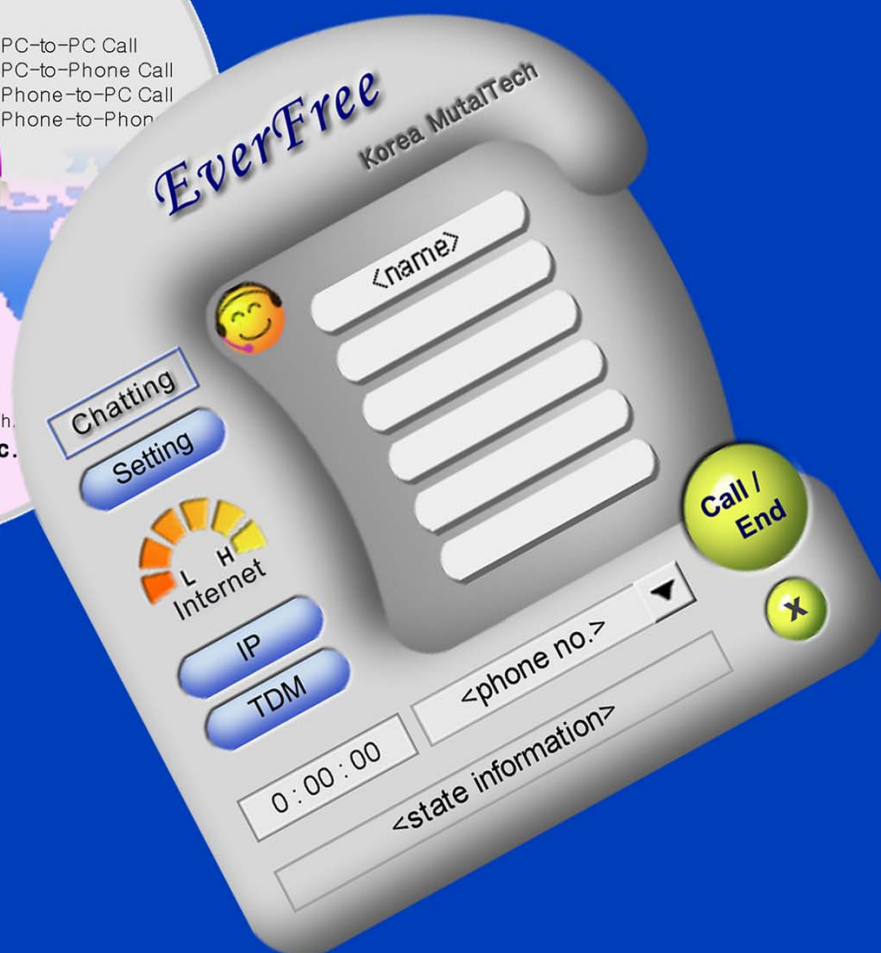 PC-to-PC Call
PC-to-Phone Call
Phone-to-PC Call
EverFree
Korea MutalTech
<name>
Chatting
Setting
L H
Internet
IP
TDM
Call /
End
X
<phone no.>
0:00:00
<state information>